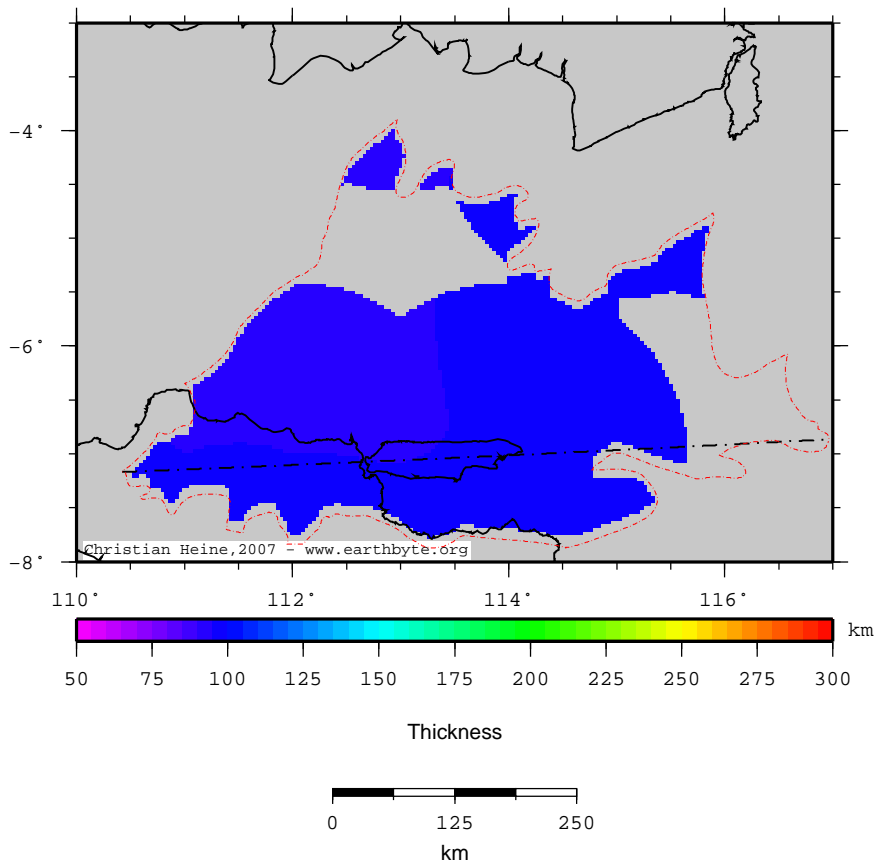 -4°
-6°
-8°
Christian Heine,2007 - www.earthbyte.org
110° 112° 114° 116°
km
50 75 100 125 150 175 200 225 250 275 300
Thickness
0 125 250
km